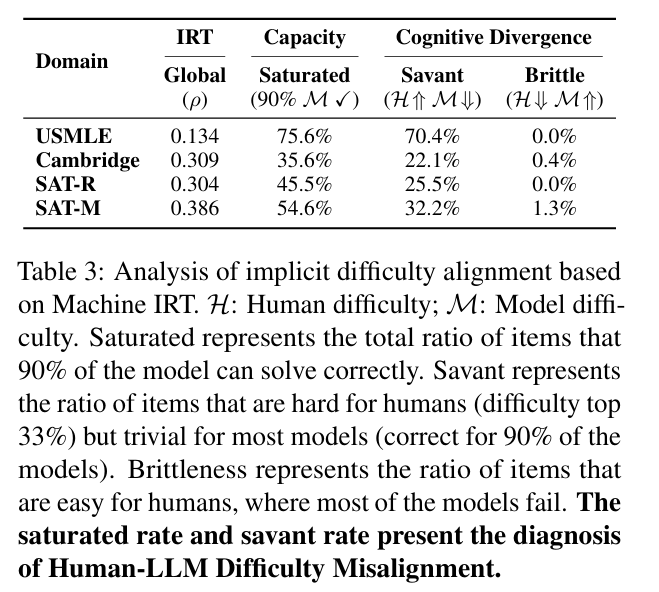 Domain IRT Capacity Cognitive Divergence
Global Saturated Savant Brittle
(ρ) (90% ℳ ✓) (ℋ⇑ ℳ⇓) (ℋ⇓ ℳ⇑)
USMLE 0.134 75.6% 70.4% 0.0%
Cambridge 0.309 35.6% 22.1% 0.4%
SAT-R 0.304 45.5% 25.5% 0.0%
SAT-M 0.386 54.6% 32.2% 1.3%
Table 3: Analysis of implicit difficulty alignment based
on Machine IRT. ℋ: Human difficulty; ℳ: Model diffi-
culty. Saturated represents the total ratio of items that
90% of the model can solve correctly. Savant represents
the ratio of items that are hard for humans (difficulty top
33%) but trivial for most models (correct for 90% of the
models). Brittleness represents the ratio of items that
are easy for humans, where most of the models fail. The
saturated rate and savant rate present the diagnosis
of Human-LLM Difficulty Misalignment.